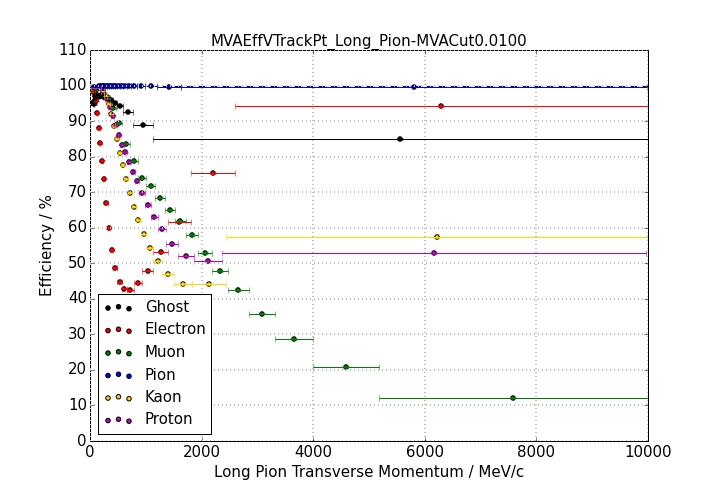 MVAEffVTrackPt_Long_Pion-MVACut0.0100
110
100
90
80
70
60
50
40
30
20
10
0
Efficiency / %
Ghost
Electron
Muon
Pion
Kaon
Proton
0 2000 4000 6000 8000 10000
Long Pion Transverse Momentum / MeV/c